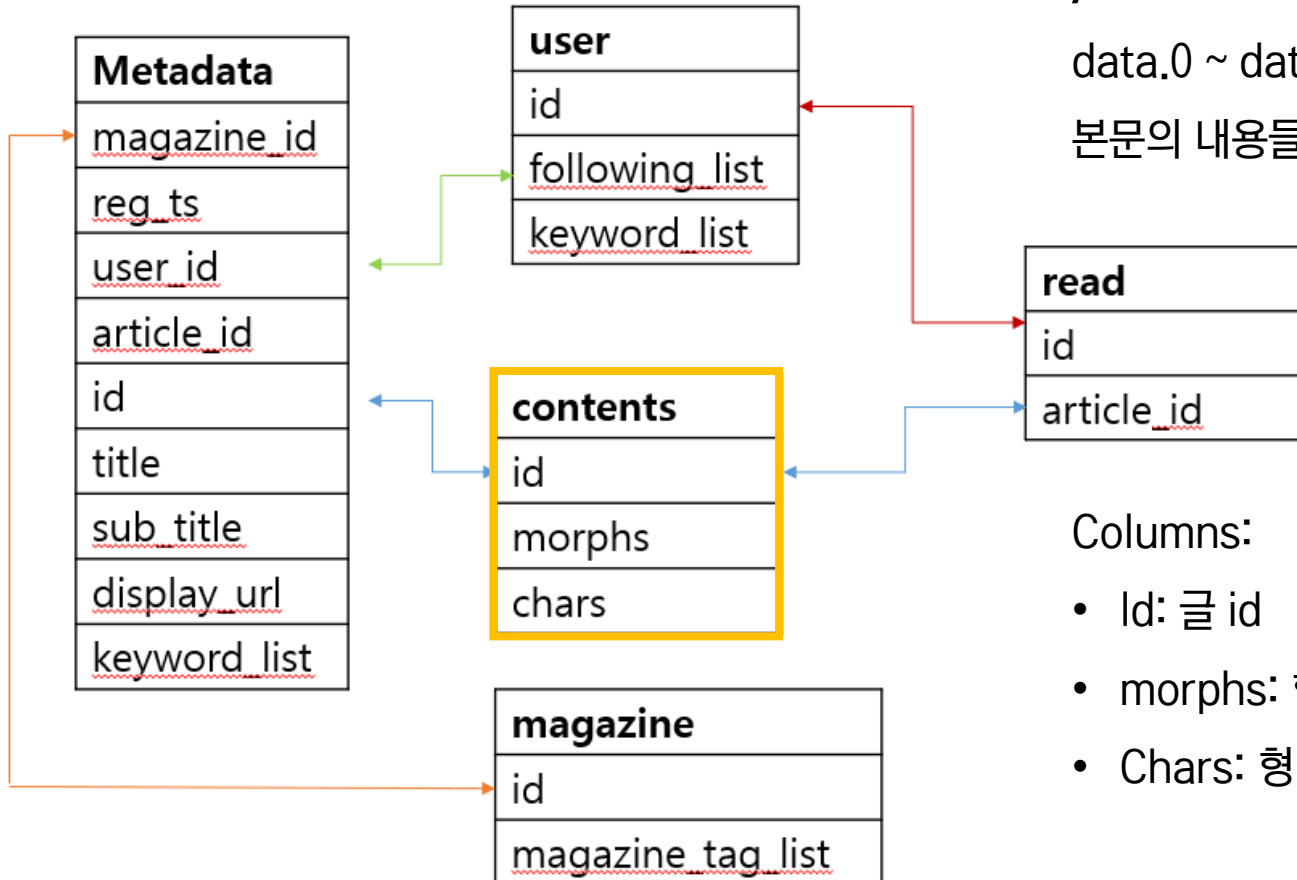 Metadata
magazine_id
reg_ts
user_id
article_id
id
title
sub_title
display_url
keyword_list
user
id
following_list
keyword_list
contents
id
morphs
chars
magazine
id
magazine_tag_list
read
id
article_id
data.0 ~
본문의 내용들
Columns:
• Id: 글 id
• morphs:
• Chars: 형